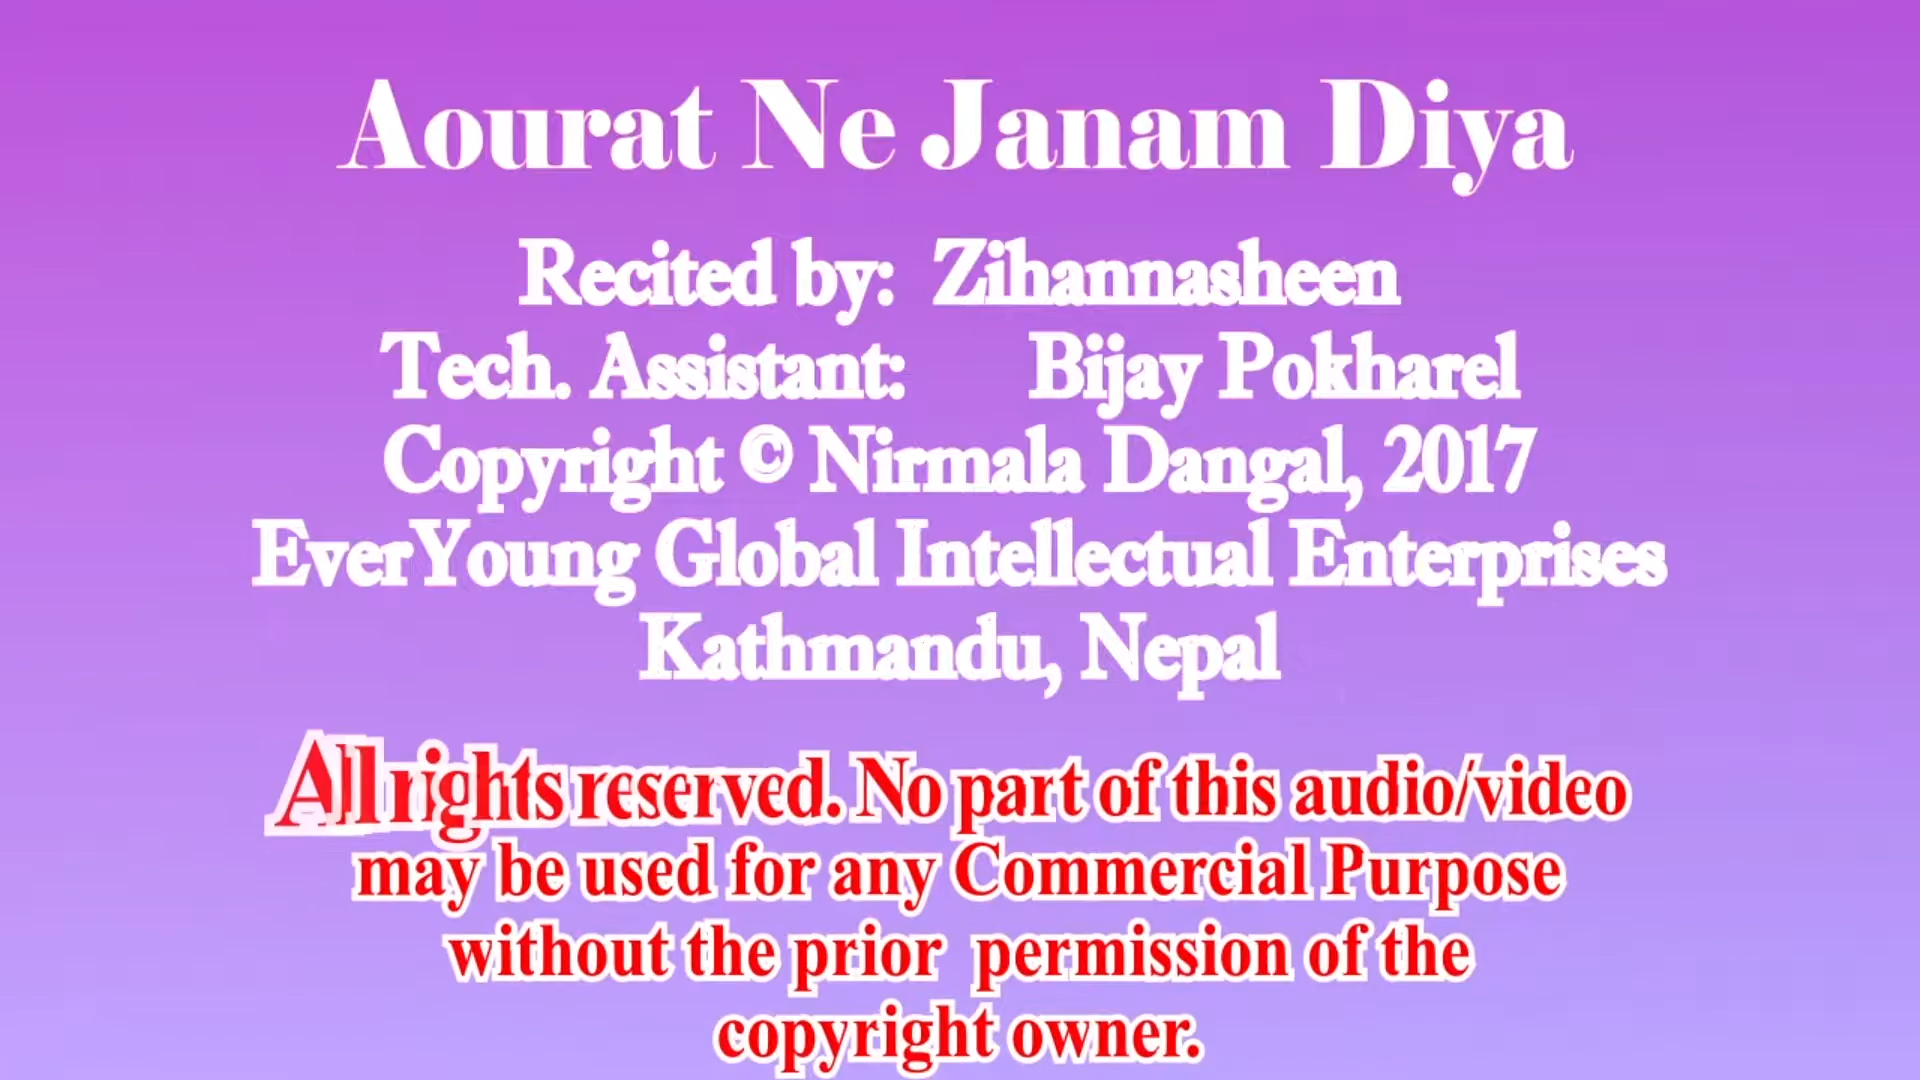 Aourat Ne Janam Diya
Recited by: Zihannasheen
Tech. Assistant: Bijay Pokharel
Copyright © Nirmala Dangal, 2017
EverYoung Global Intellectual Enterprises
Kathmandu, Nepal
All rights reserved. No part of this audio/video
may be used for any Commercial Purpose
without the prior permission of the
copyright owner.